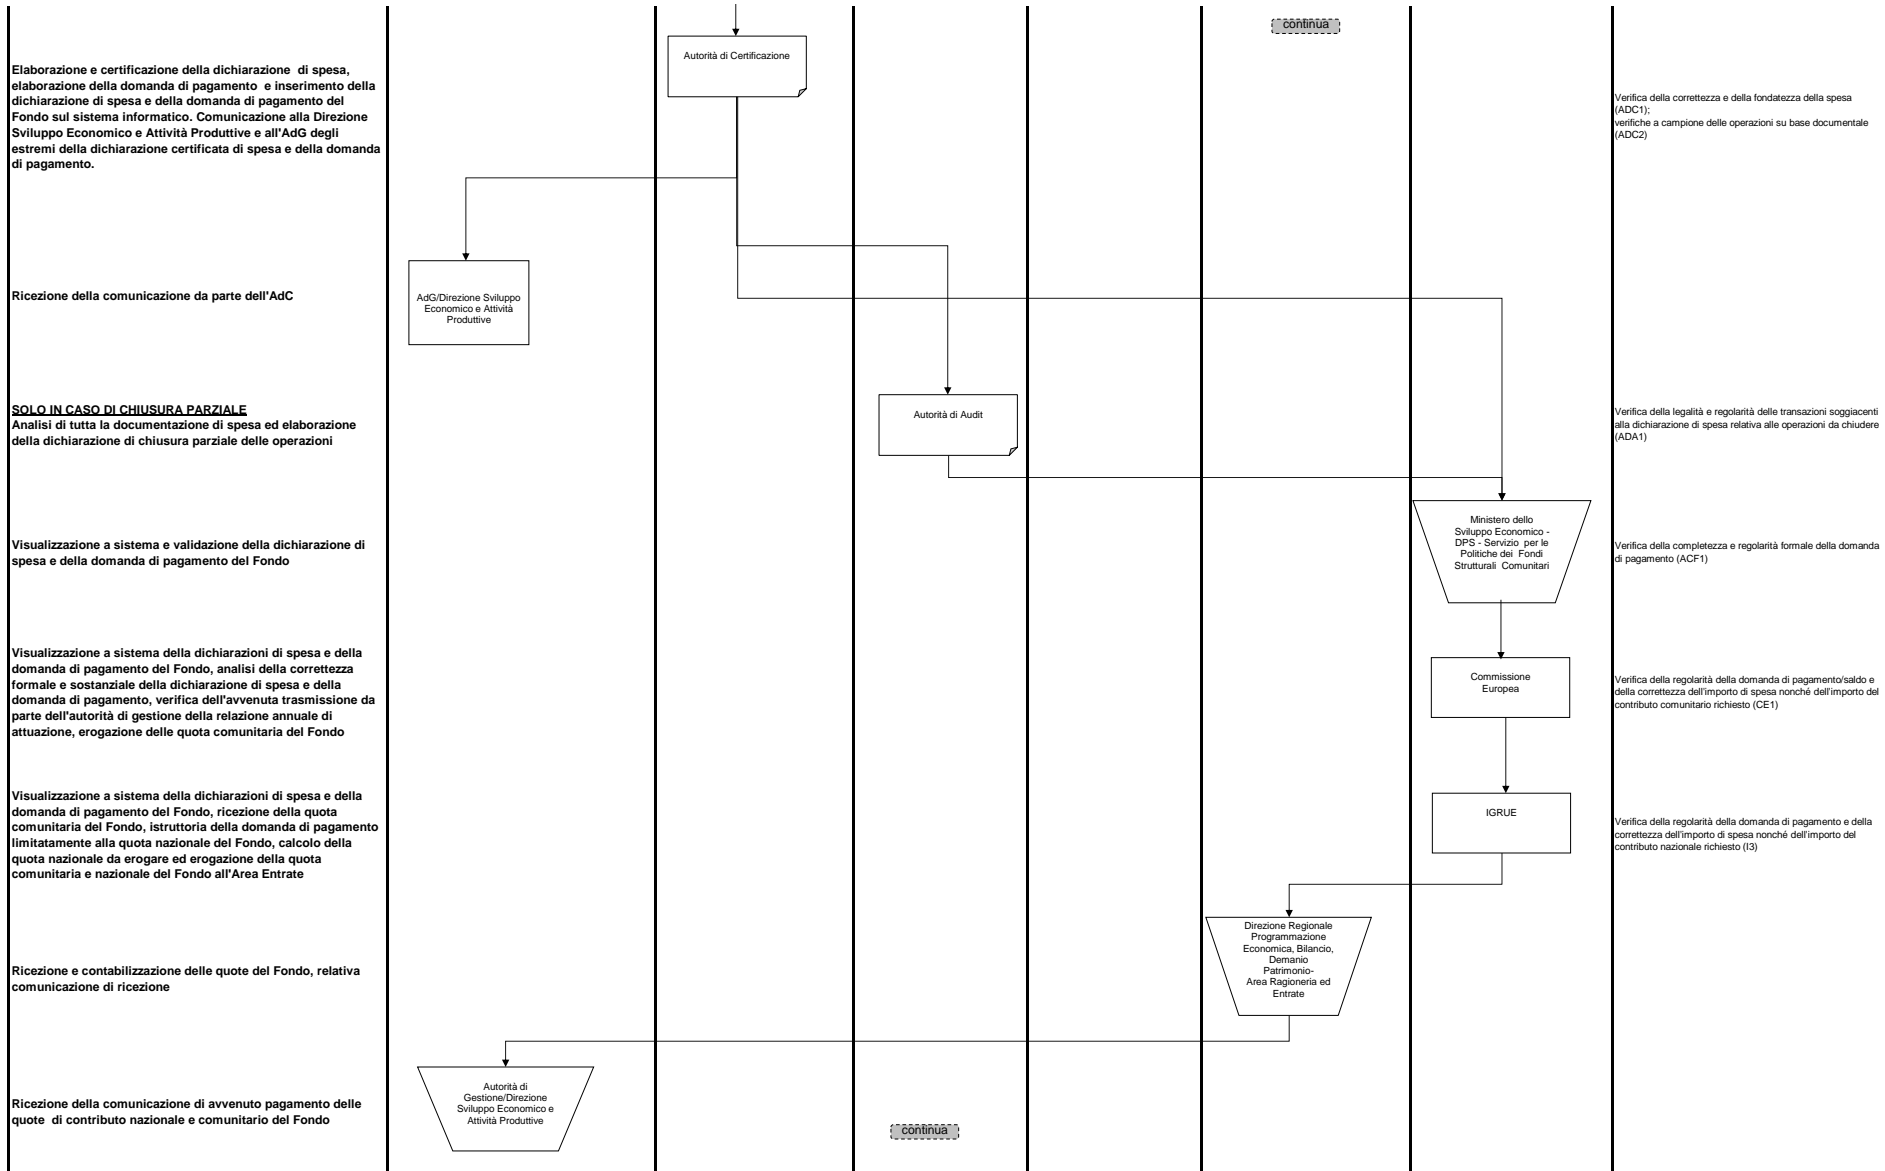 continua
Autorità di Certificazione
Elaborazione e certificazione della dichiarazione di spesa,
elaborazione della domanda di pagamento e inserimento della
dichiarazione di spesa e della domanda di pagamento del
Fondo sul sistema informatico. Comunicazione alla Direzione
Sviluppo Economico e Attività Produttive e all'AdG degli
estremi della dichiarazione certificata di spesa e della domanda
di pagamento.
Verifica della correttezza e della fondatezza della spesa
(ADC1);
verifiche a campione delle operazioni su base documentale
(ADC2)
Ricezione della comunicazione da parte dell'AdC
AdG/Direzione Sviluppo
Economico e Attività
Produttive
SOLO IN CASO DI CHIUSURA PARZIALE
Analisi di tutta la documentazione di spesa ed elaborazione
della dichiarazione di chiusura parziale delle operazioni
Autorità di Audit
Verifica della legalità e regolarità delle transazioni soggiacenti
alla dichiarazione di spesa relativa alle operazioni da chiudere
(ADA1)
Visualizzazione a sistema e validazione della dichiarazione di
spesa e della domanda di pagamento del Fondo
Ministero dello
Sviluppo Economico -
DPS - Servizio per le
Politiche dei Fondi
Strutturali Comunitari
Verifica della completezza e regolarità formale della domanda
di pagamento (ACF1)
Visualizzazione a sistema della dichiarazioni di spesa e della
domanda di pagamento del Fondo, analisi della correttezza
formale e sostanziale della dichiarazione di spesa e della
domanda di pagamento, verifica dell'avvenuta trasmissione da
parte dell'autorità di gestione della relazione annuale di
attuazione, erogazione delle quota comunitaria del Fondo
Commissione
Europea
Verifica della regolarità della domanda di pagamento/saldo e
della correttezza dell'importo di spesa nonché dell'importo del
contributo comunitario richiesto (CE1)
Visualizzazione a sistema della dichiarazioni di spesa e della
domanda di pagamento del Fondo, ricezione della quota
comunitaria del Fondo, istruttoria della domanda di pagamento
limitatamente alla quota nazionale del Fondo, calcolo della
quota nazionale da erogare ed erogazione della quota
comunitaria e nazionale del Fondo all'Area Entrate
IGRUE
Verifica della regolarità della domanda di pagamento e della
correttezza dell'importo di spesa nonché dell'importo del
contributo nazionale richiesto (I3)
Ricezione e contabilizzazione delle quote del Fondo, relativa
comunicazione di ricezione
Direzione Regionale
Programmazione
Economica, Bilancio,
Demanio
Patrimonio-
Area Ragioneria ed
Entrate
Ricezione della comunicazione di avvenuto pagamento delle
quote di contributo nazionale e comunitario del Fondo
Autorità di
Gestione/Direzione
Sviluppo Economico e
Attività Produttive
continua